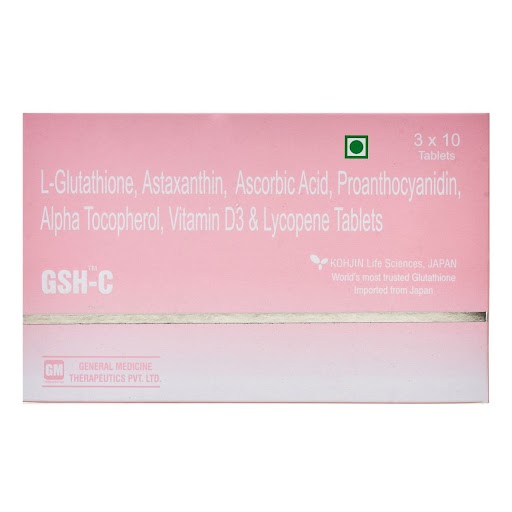 3 x 10
Tablets
L-Glutathione, Astaxanthin, Ascorbic Acid, Proanthocyanidin,
Alpha Tocopherol, Vitamin D3 & Lycopene Tablets
GSH-C™
KOHJIN Life Sciences, JAPAN
World's most trusted Glutathione
Imported from Japan
GM
GENERAL MEDICINE
THERAPEUTICS PVT. LTD.